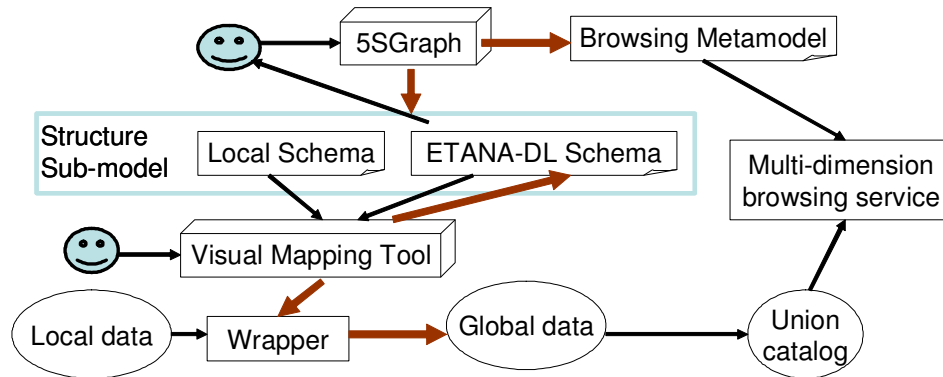 5SGraph
Browsing Metamodel
Structure
Sub-model
Local Schema
ETANA-DL Schema
Multi-dimension
browsing service
Visual Mapping Tool
Local data
Wrapper
Global data
Union
catalog